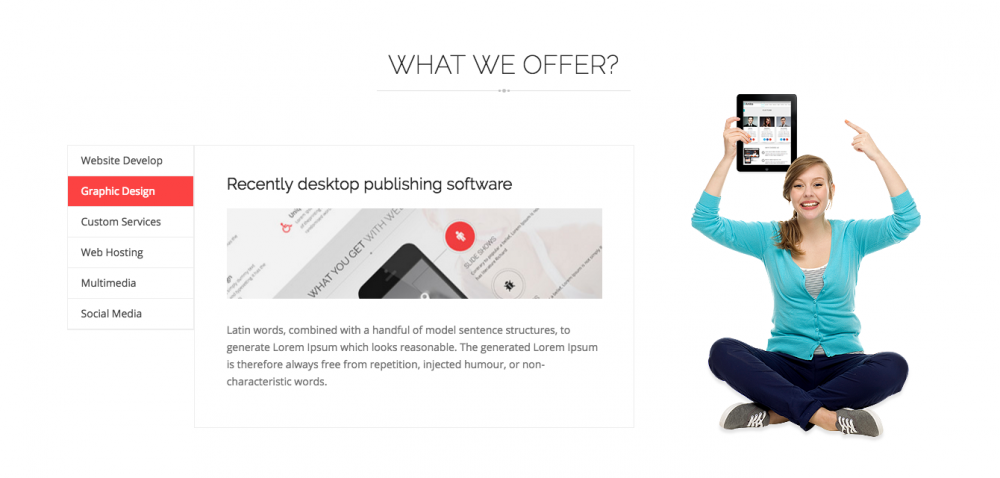 WHAT WE OFFER?
Website Develop
Graphic Design
Custom Services
Web Hosting
Multimedia
Social Media
Recently desktop publishing software
WHAT YOU GET WITH WEB
SLIDE SHOWS
Latin words, combined with a handful of model sentence structures, to
generate Lorem Ipsum which looks reasonable. The generated Lorem Ipsum
is therefore always free from repetition, injected humour, or non-
characteristic words.